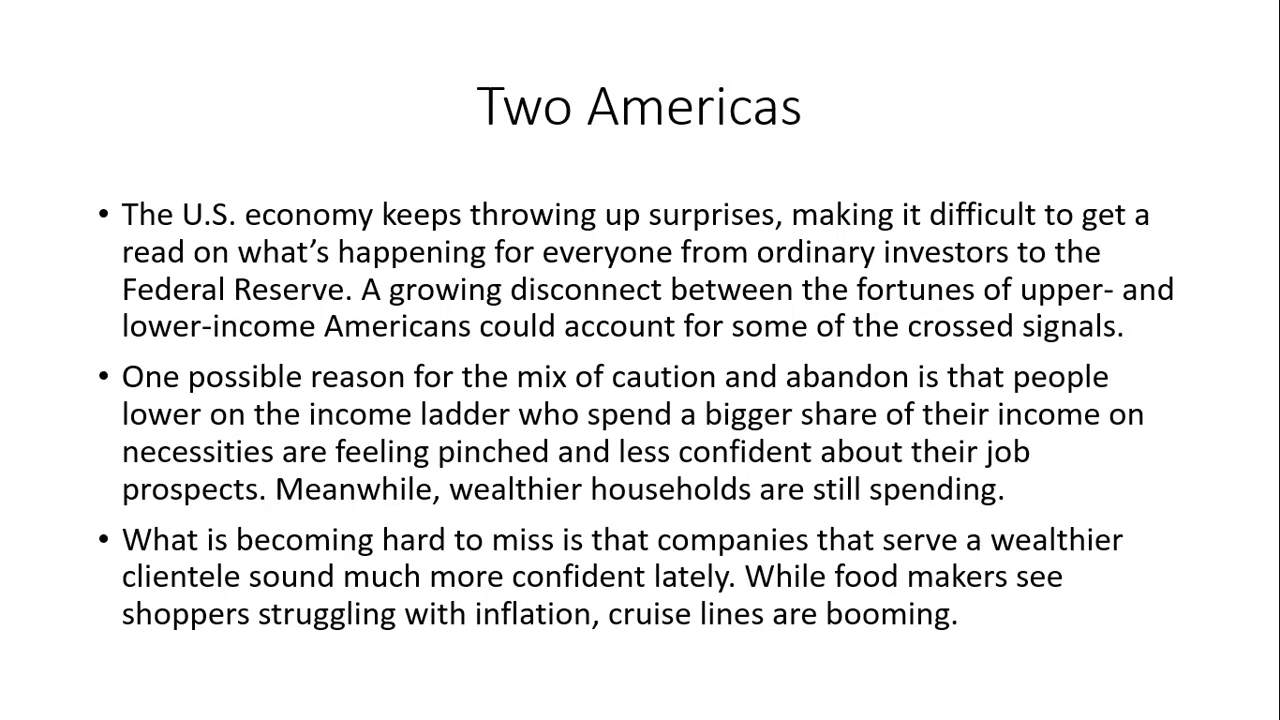 Two Americas
• The U.S. economy keeps throwing up surprises, making it difficult to get a
read on what’s happening for everyone from ordinary investors to the
Federal Reserve. A growing disconnect between the fortunes of upper- and
lower-income Americans could account for some of the crossed signals.
• One possible reason for the mix of caution and abandon is that people
lower on the income ladder who spend a bigger share of their income on
necessities are feeling pinched and less confident about their job
prospects. Meanwhile, wealthier households are still spending.
• What is becoming hard to miss is that companies that serve a wealthier
clientele sound much more confident lately. While food makers see
shoppers struggling with inflation, cruise lines are booming.